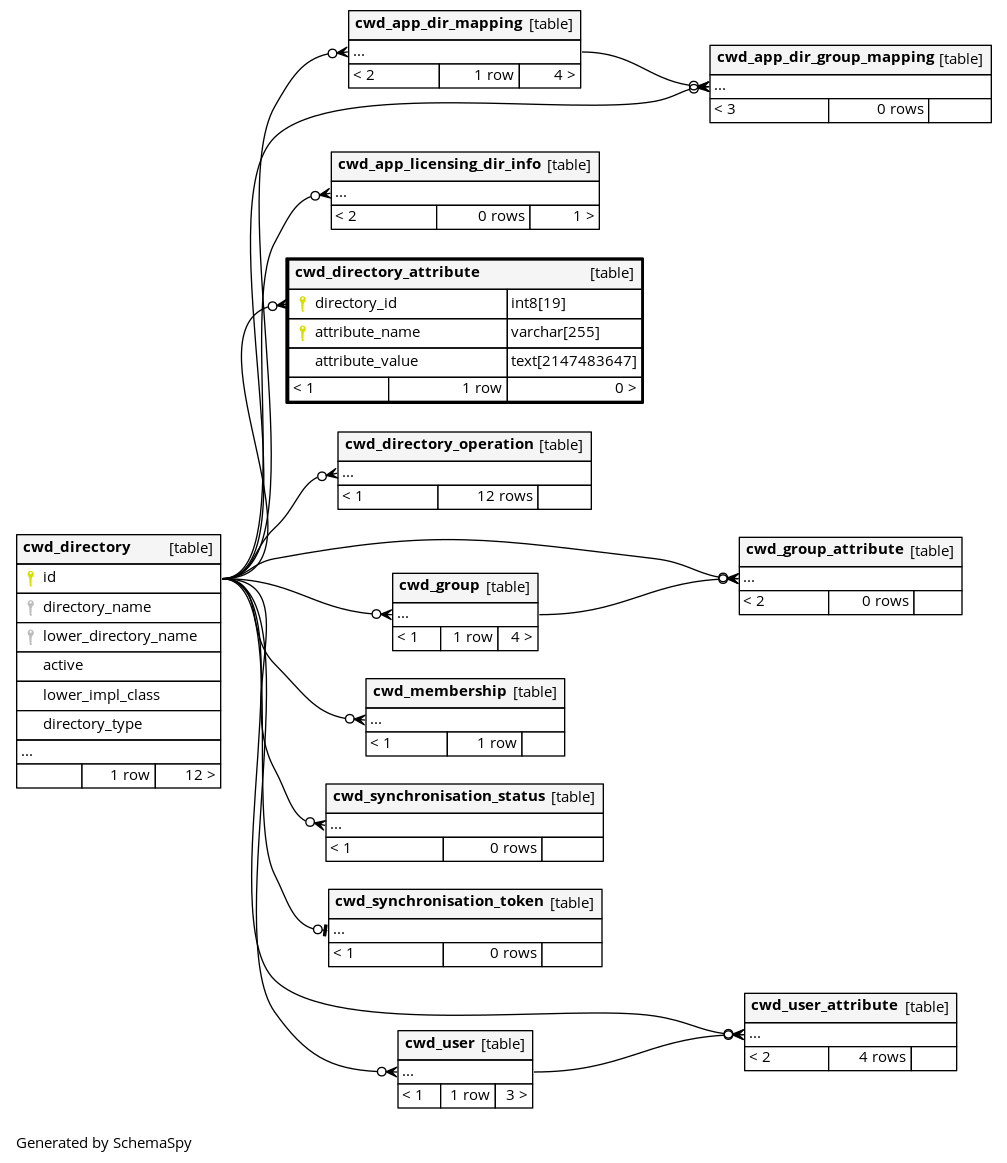 cwd_app_dir_mapping [table]
...
< 2 1 row 4 >
cwd_app_dir_group_mapping [table]
...
< 3 0 rows
cwd_app_licensing_dir_info [table]
...
< 2 0 rows 1 >
cwd_directory_attribute [table]
directory_id int8[19]
attribute_name varchar[255]
attribute_value text[2147483647]
< 1 1 row 0 >
cwd_directory_operation [table]
...
< 1 12 rows
cwd_directory [table]
id
directory_name
lower_directory_name
active
lower_impl_class
directory_type
...
1 row 12 >
cwd_group_attribute [table]
...
< 2 0 rows
cwd_group [table]
...
< 1 1 row 4 >
cwd_membership [table]
...
< 1 1 row
cwd_synchronisation_status [table]
...
< 1 0 rows
cwd_synchronisation_token [table]
...
< 1 0 rows
cwd_user_attribute [table]
...
< 2 4 rows
cwd_user [table]
...
< 1 1 row 3 >
Generated by SchemaSpy